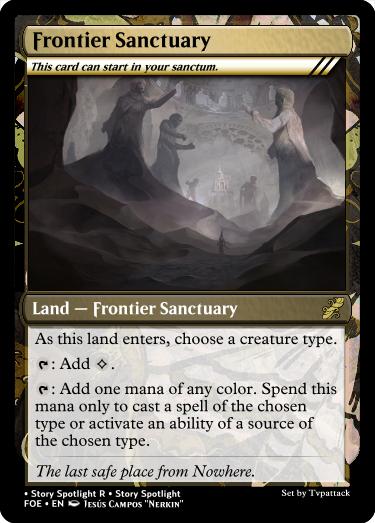 Frontier Sanctuary
This card can start in your sanctum.
Land — Frontier Sanctuary
As this land enters, choose a creature type.
: Add .
: Add one mana of any color. Spend this
mana only to cast a spell of the chosen
type or activate an ability of a source of
the chosen type.
The last safe place from Nowhere.
• Story Spotlight R • Story Spotlight
Set by Tvpattack
FOE • EN Jesús Campos "Nerkin"